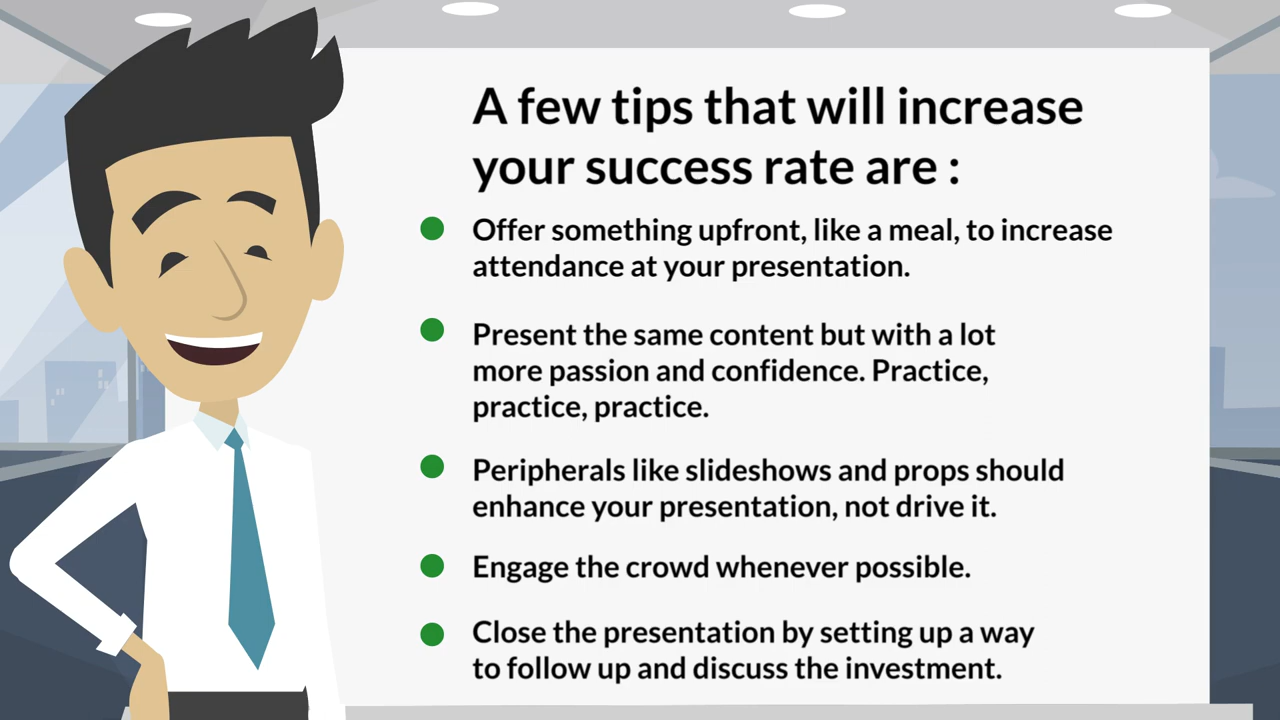 A few tips that will increase
your success rate are :
Offer something upfront, like a meal, to increase
attendance at your presentation.
Present the same content but with a lot
more passion and confidence. Practice,
practice, practice.
Peripherals like slideshows and props should
enhance your presentation, not drive it.
Engage the crowd whenever possible.
Close the presentation by setting up a way
to follow up and discuss the investment.